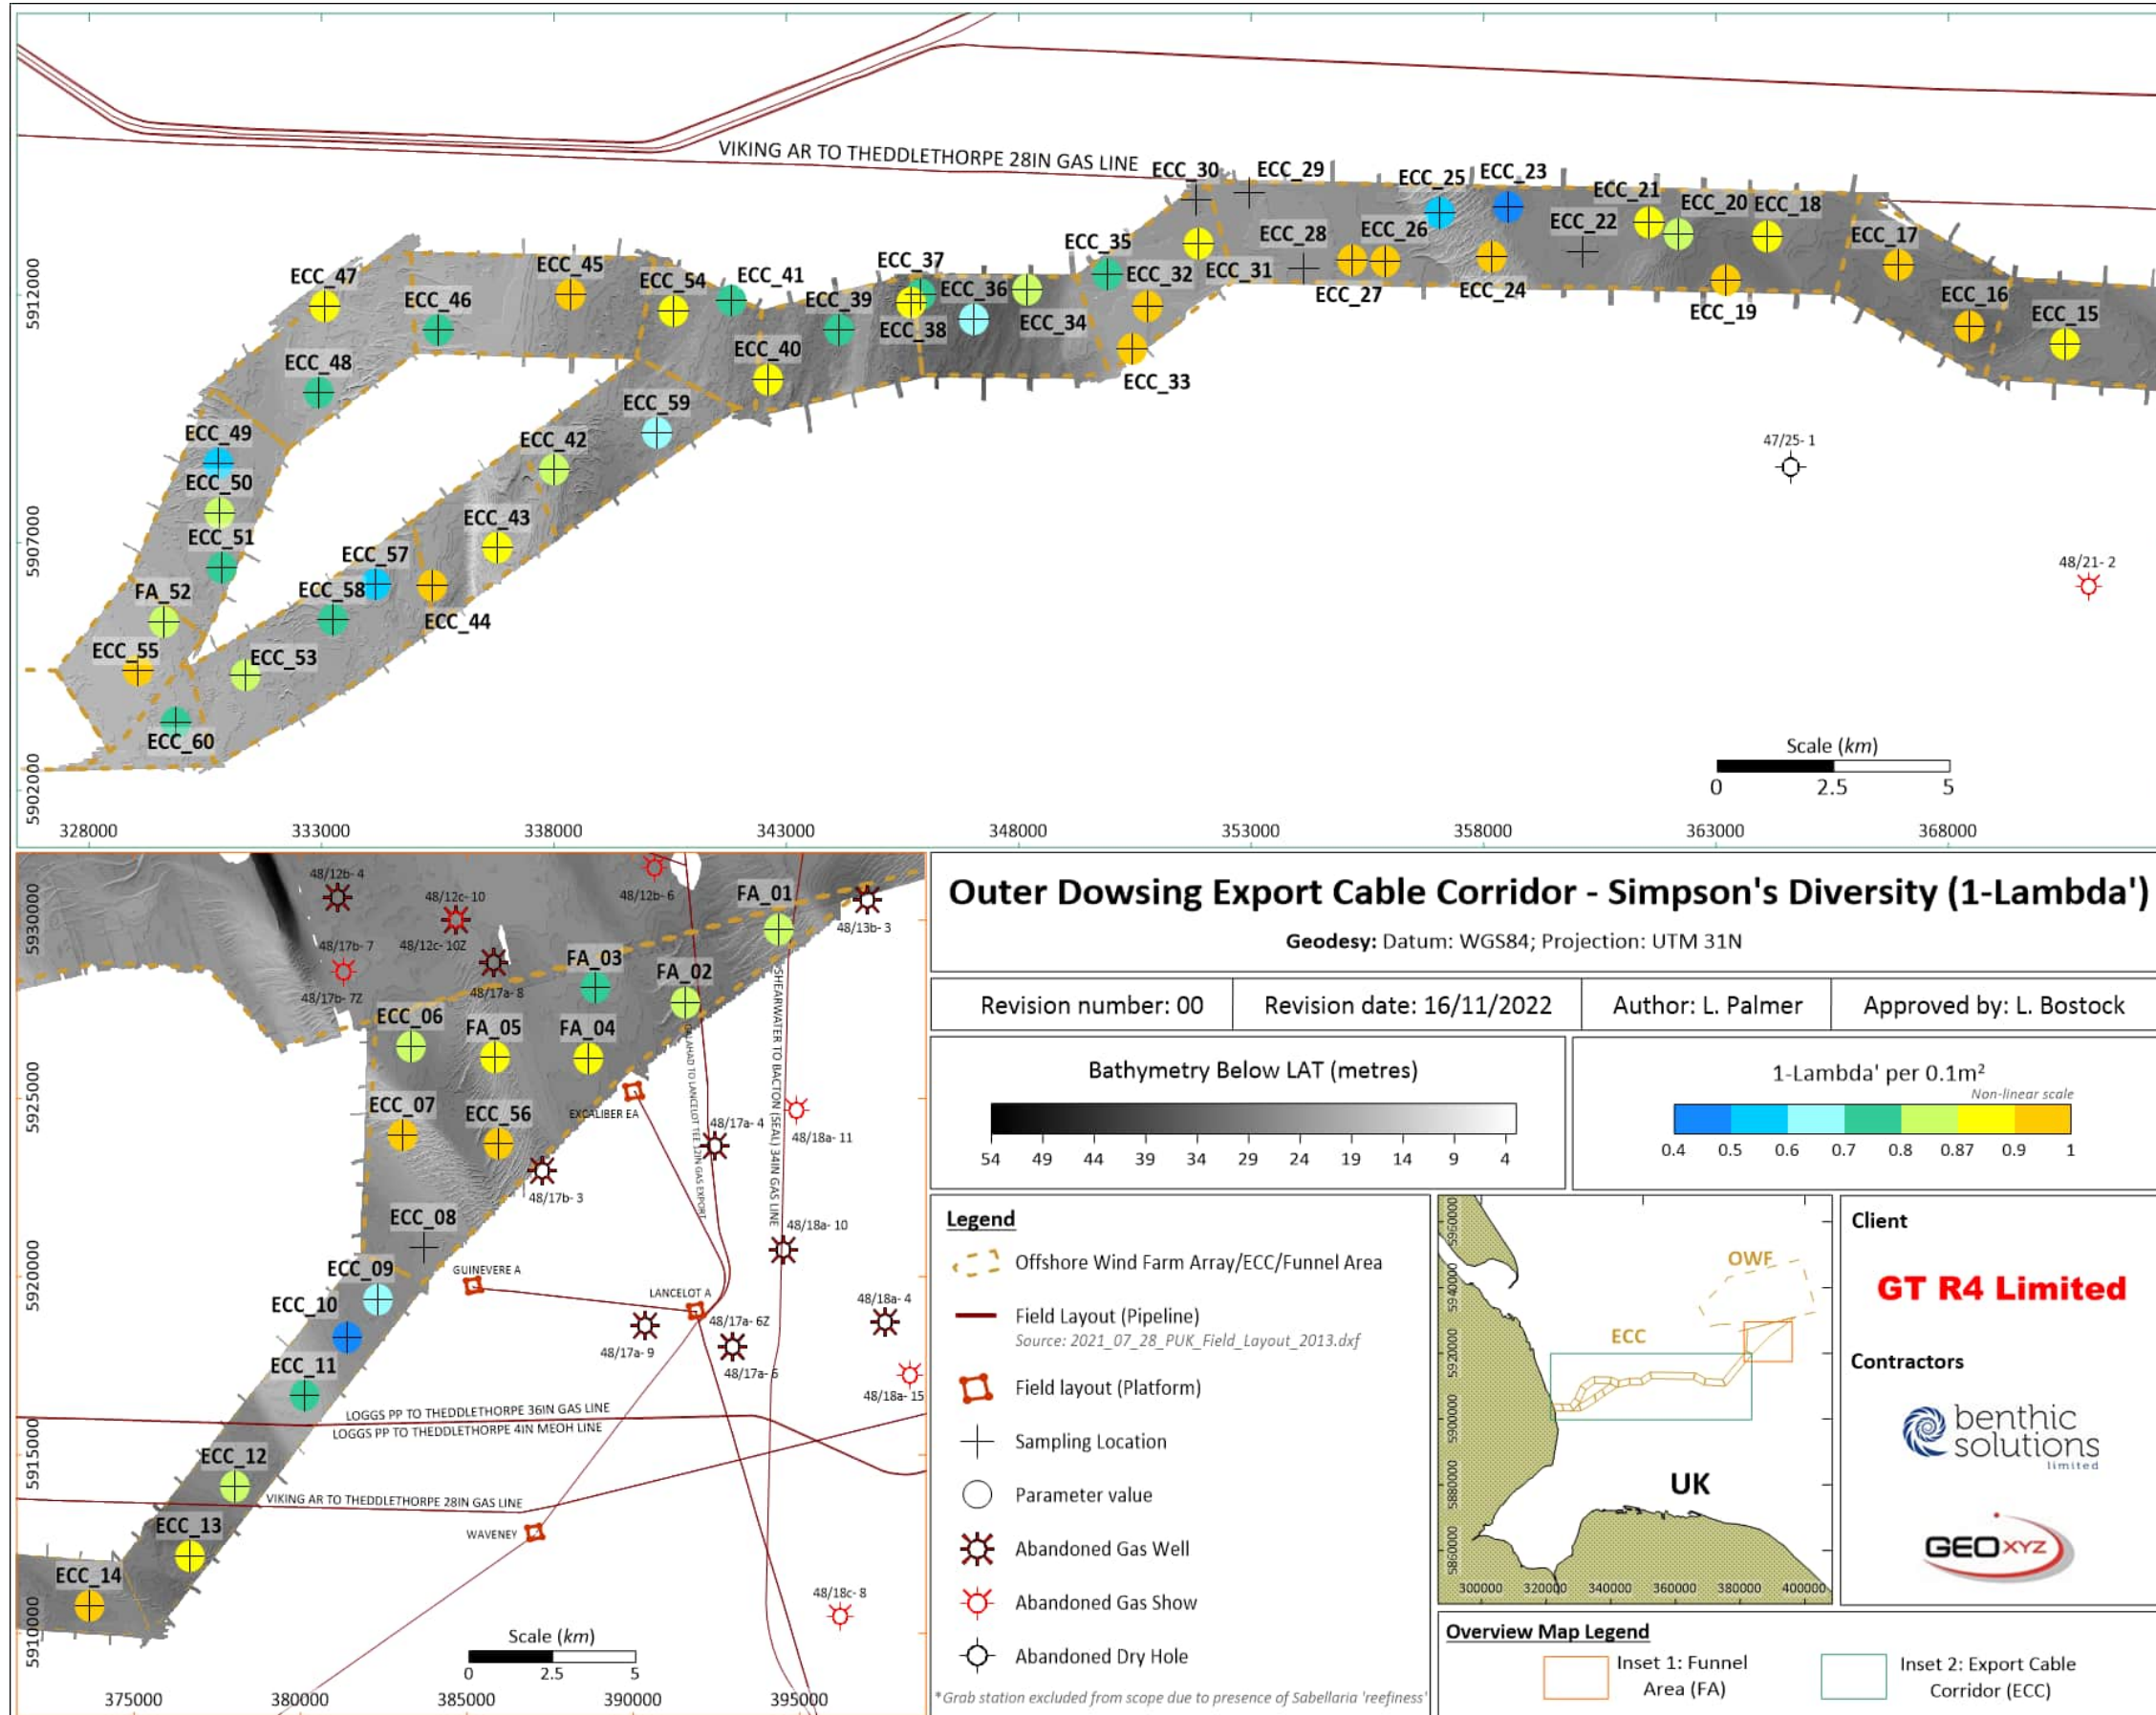 VIKING AR TO THEDDLETHORPE 28IN GAS LINE
ECC_30
ECC_29
ECC_25
ECC_23
ECC_21
ECC_20
ECC_18
ECC_22
ECC_28
ECC_26
ECC_17
ECC_35
ECC_32
ECC_31
ECC_27
ECC_24
ECC_19
ECC_16
ECC_15
ECC_37
ECC_36
ECC_34
ECC_33
ECC_47
ECC_46
ECC_45
ECC_54
ECC_41
ECC_39
ECC_38
ECC_40
ECC_48
ECC_59
ECC_49
ECC_42
ECC_50
ECC_43
ECC_51
ECC_57
ECC_58
ECC_44
FA_52
ECC_55
ECC_53
ECC_60
47/25- 1
48/21- 2
5912000
5907000
5902000
Scale (km)
0 2.5 5
328000 333000 338000 343000 348000 353000 358000 363000 368000
48/12b- 4
48/12c- 10
48/12b- 6
FA_01
48/13b- 3
48/17b- 7
48/12c- 10Z
48/17b- 7Z
48/17a- 8
FA_03
FA_02
ECC_06
FA_05
FA_04
ECC_07
ECC_56
EXCALIBER EA
48/17a- 4
48/18a- 11
48/17b- 3
SHEARWATER TO BACTON (SEAL) 34IN GAS LINE
TO LANCELOT TEE 12IN GAS EXPORT
ECC_08
48/18a- 10
ECC_09
GUINEVERE A
LANCELOT A
ECC_10
48/17a- 6Z
48/18a- 4
48/17a- 9
48/18a- 15
ECC_11
LOGGS PP TO THEDDLETHORPE 36IN GAS LINE
LOGGS PP TO THEDDLETHORPE 4IN MEOH LINE
ECC_12
VIKING AR TO THEDDLETHORPE 28IN GAS LINE
ECC_13
WAVENEY
ECC_14
48/18c- 8
5930000
5925000
5920000
5915000
5910000
Scale (km)
0 2.5 5
375000 380000 385000 390000 395000
Outer Dowsing Export Cable Corridor - Simpson's Diversity (1-Lambda')
Geodesy: Datum: WGS84; Projection: UTM 31N
Revision number: 00
Revision date: 16/11/2022
Author: L. Palmer
Approved by: L. Bostock
Bathymetry Below LAT (metres)
54 49 44 39 34 29 24 19 14 9 4
1-Lambda' per 0.1m²
Non-linear scale
0.4 0.5 0.6 0.7 0.8 0.87 0.9 1
Legend
Offshore Wind Farm Array/ECC/Funnel Area
Field Layout (Pipeline)
Source: 2021_07_28_PUK_Field_Layout_2013.dxf
Field layout (Platform)
Sampling Location
Parameter value
Abandoned Gas Well
Abandoned Gas Show
Abandoned Dry Hole
*Grab station excluded from scope due to presence of Sabellaria 'reefiness'
OWF
ECC
UK
5940000
5920000
5900000
5880000
5860000
300000 320000 340000 360000 380000 400000
Overview Map Legend
Inset 1: Funnel
Area (FA)
Inset 2: Export Cable
Corridor (ECC)
Client
GT R4 Limited
Contractors
benthic
solutions
limited
GEOXYZ